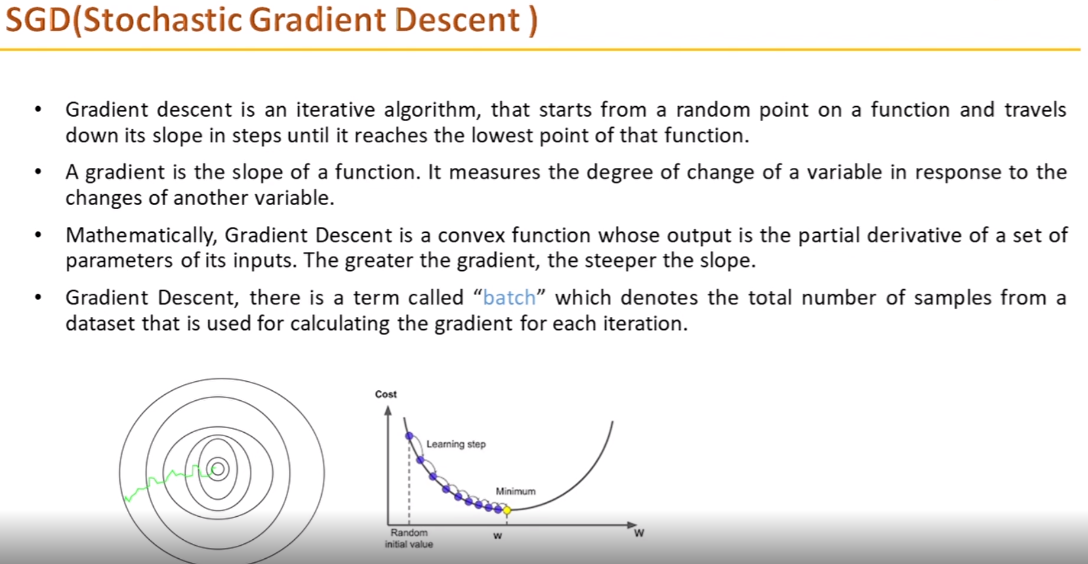 SGD(Stochastic Gradient Descent )
• Gradient descent is an iterative algorithm, that starts from a random point on a function and travels
down its slope in steps until it reaches the lowest point of that function.
• A gradient is the slope of a function. It measures the degree of change of a variable in response to the
changes of another variable.
• Mathematically, Gradient Descent is a convex function whose output is the partial derivative of a set of
parameters of its inputs. The greater the gradient, the steeper the slope.
• Gradient Descent, there is a term called “batch” which denotes the total number of samples from a
dataset that is used for calculating the gradient for each iteration.
Cost
Learning step
Minimum
Random
initial value
w
w